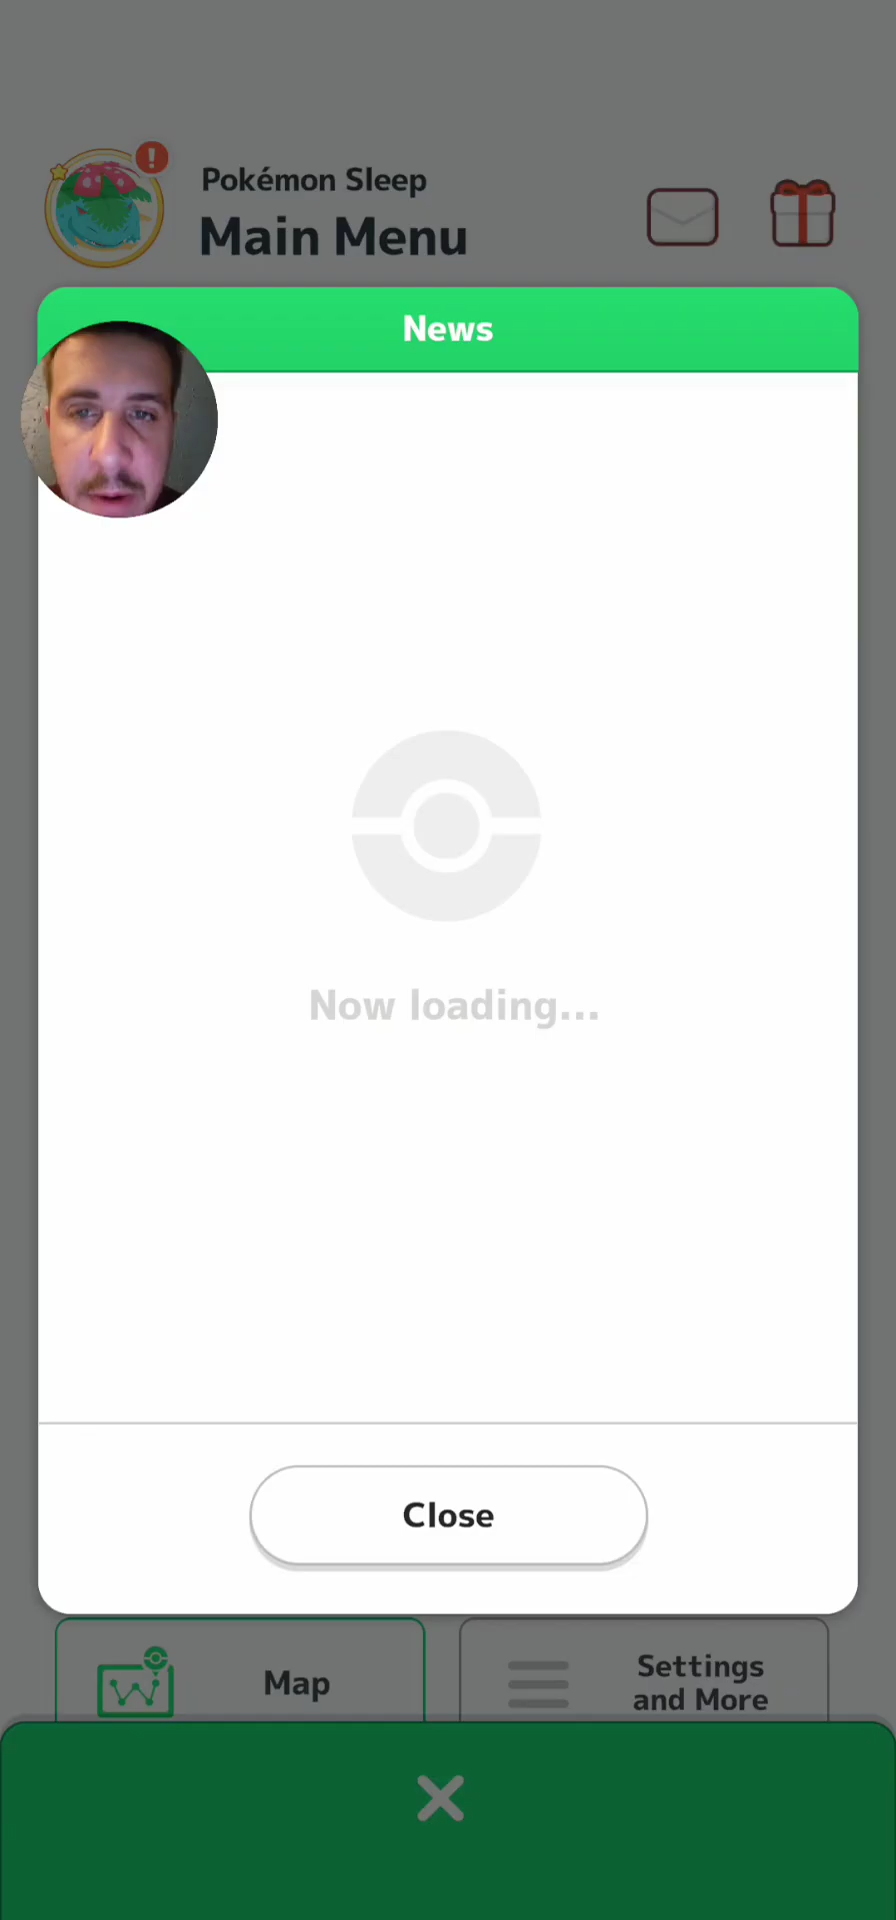 Pokémon Sleep
Main Menu
News
Now loading...
Close
Map
Settings
and More